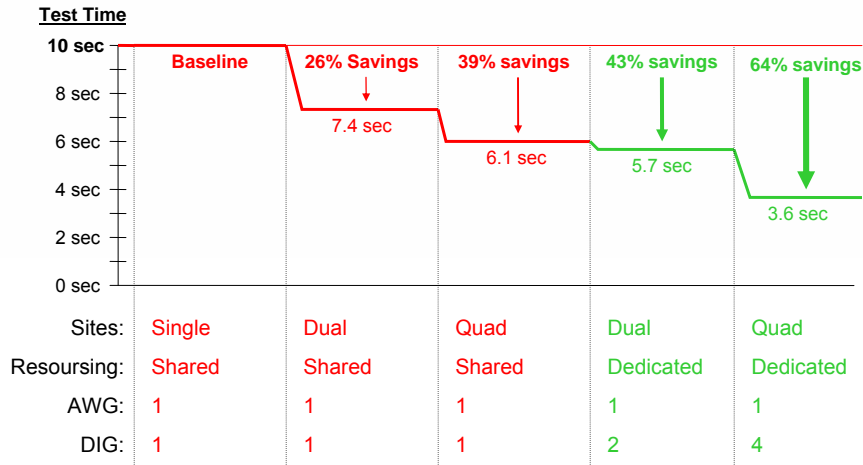 Test Time
10 sec
Baseline 26% Savings 39% savings 43% savings 64% savings
8 sec
7.4 sec
6 sec
6.1 sec
5.7 sec
4 sec
3.6 sec
2 sec
0 sec
Sites: Single Dual Quad Dual Quad
Resoursing: Shared Shared Shared Dedicated Dedicated
AWG: 1 1 1 1 1
DIG: 1 1 1 2 4